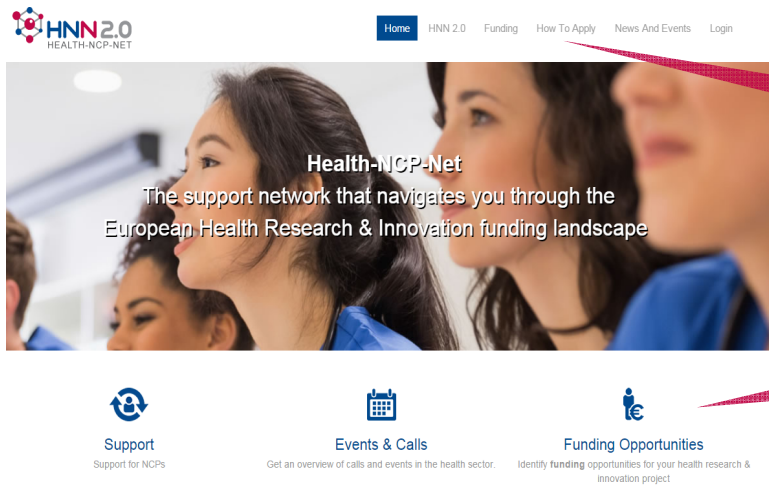 HNN 2.0
HEALTH-NCP-NET
Home HNN 2.0 Funding How To Apply News And Events Login
Health-NCP-Net
The support network that navigates you through the
European Health Research & Innovation funding landscape
Support
Support for NCPs
Events & Calls
Get an overview of calls and events in the health sector.
Funding Opportunities
Identify funding opportunities for your health research &
innovation project